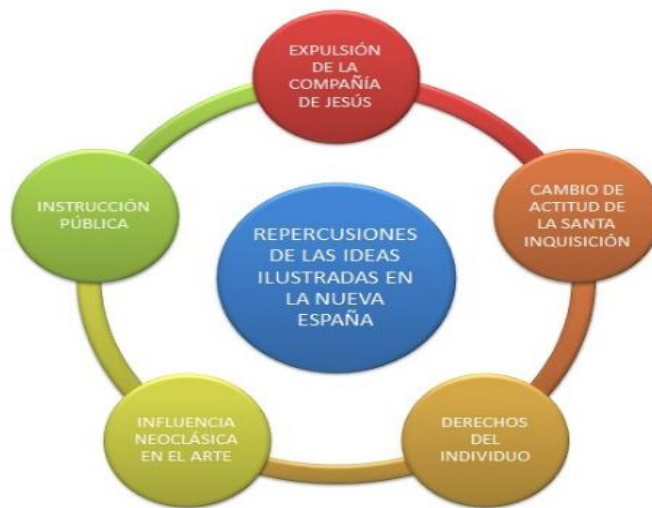 EXPULSIÓN
DE LA
COMPAÑÍA
DE JESÚS
CAMBIO DE
ACTITUD DE
LA SANTA
INQUISICIÓN
DERECHOS
DEL
INDIVIDUO
INFLUENCIA
NEOCLÁSICA
EN EL ARTE
INSTRUCCIÓN
PÚBLICA
REPERCUSIONES
DE LAS IDEAS
ILUSTRADAS EN
LA NUEVA
ESPAÑA